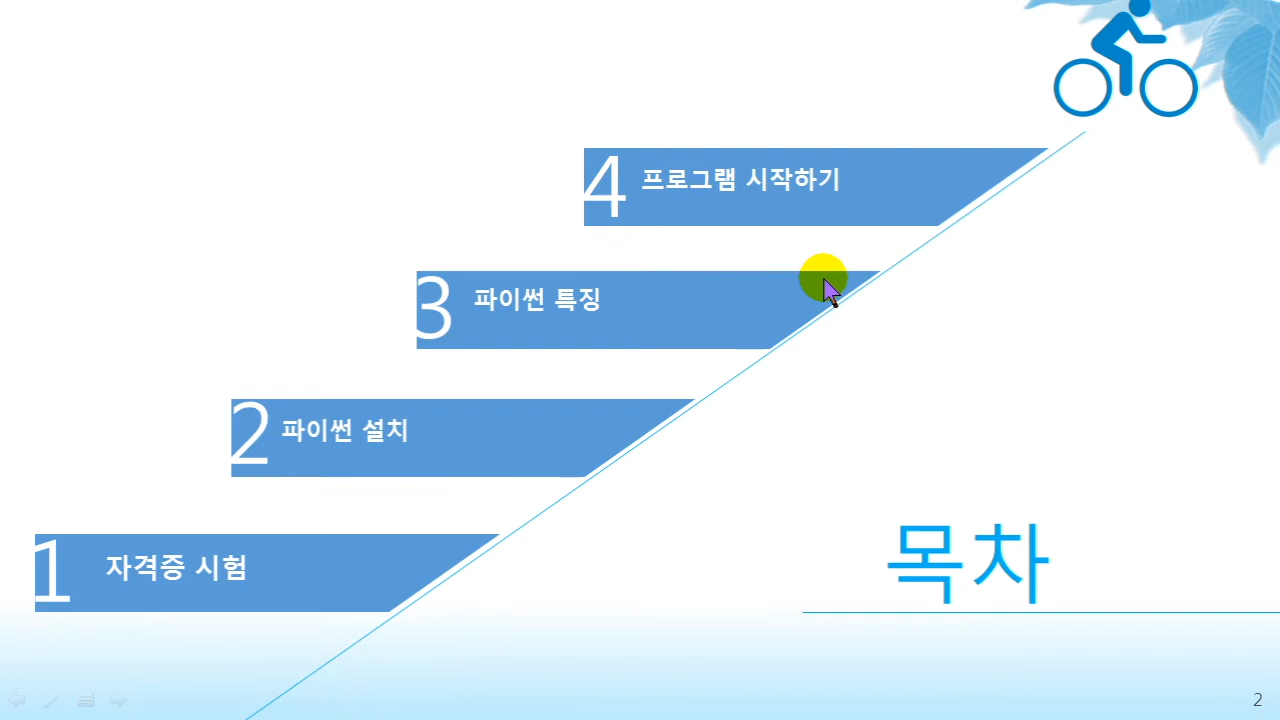 4 프로그램 시작하기
3 파이썬 특징
2 파이썬 설치
1 자격증 시험
목차
2